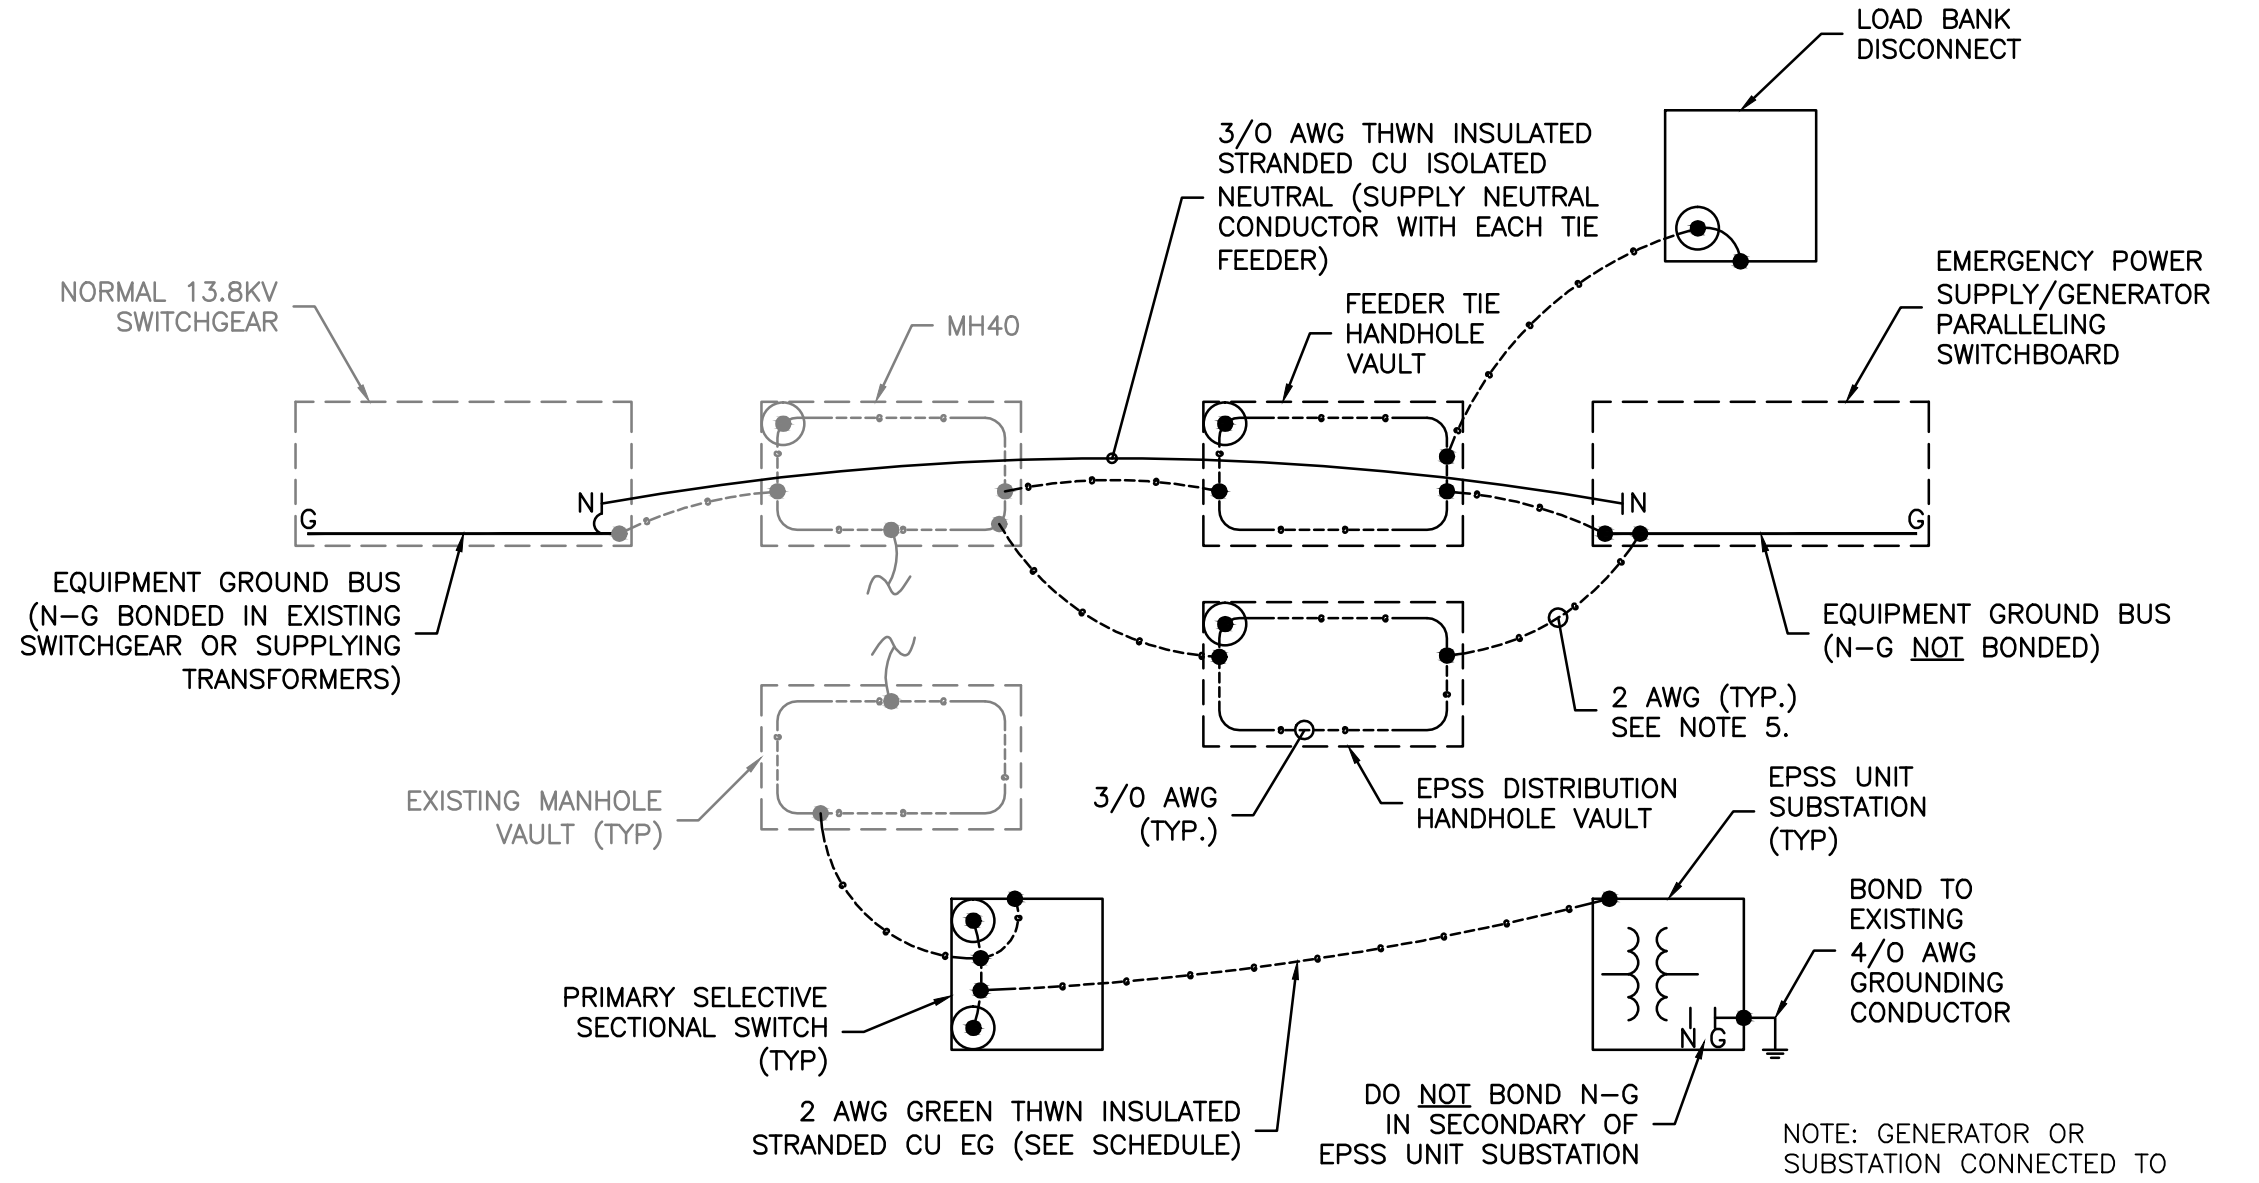 LOAD BANK
DISCONNECT
3/0 AWG THWN INSULATED
STRANDED CU ISOLATED
NEUTRAL (SUPPLY NEUTRAL
CONDUCTOR WITH EACH TIE
FEEDER)
EMERGENCY POWER
SUPPLY/GENERATOR
PARALLELING
SWITCHBOARD
NORMAL 13.8KV
SWITCHGEAR
MH40
FEEDER TIE
HANDHOLE
VAULT
N
G
N
G
EQUIPMENT GROUND BUS
(N-G BONDED IN EXISTING
SWITCHGEAR OR SUPPLYING
TRANSFORMERS)
EQUIPMENT GROUND BUS
(N-G NOT BONDED)
2 AWG (TYP.)
SEE NOTE 5.
EXISTING MANHOLE
VAULT (TYP)
3/0 AWG
(TYP.)
EPSS DISTRIBUTION
HANDHOLE VAULT
EPSS UNIT
SUBSTATION
(TYP)
BOND TO
EXISTING
4/0 AWG
GROUNDING
CONDUCTOR
PRIMARY SELECTIVE
SECTIONAL SWITCH
(TYP)
N G
2 AWG GREEN THWN INSULATED
STRANDED CU EG (SEE SCHEDULE)
DO NOT BOND N-G
IN SECONDARY OF
EPSS UNIT SUBSTATION
NOTE: GENERATOR OR
SUBSTATION CONNECTED TO